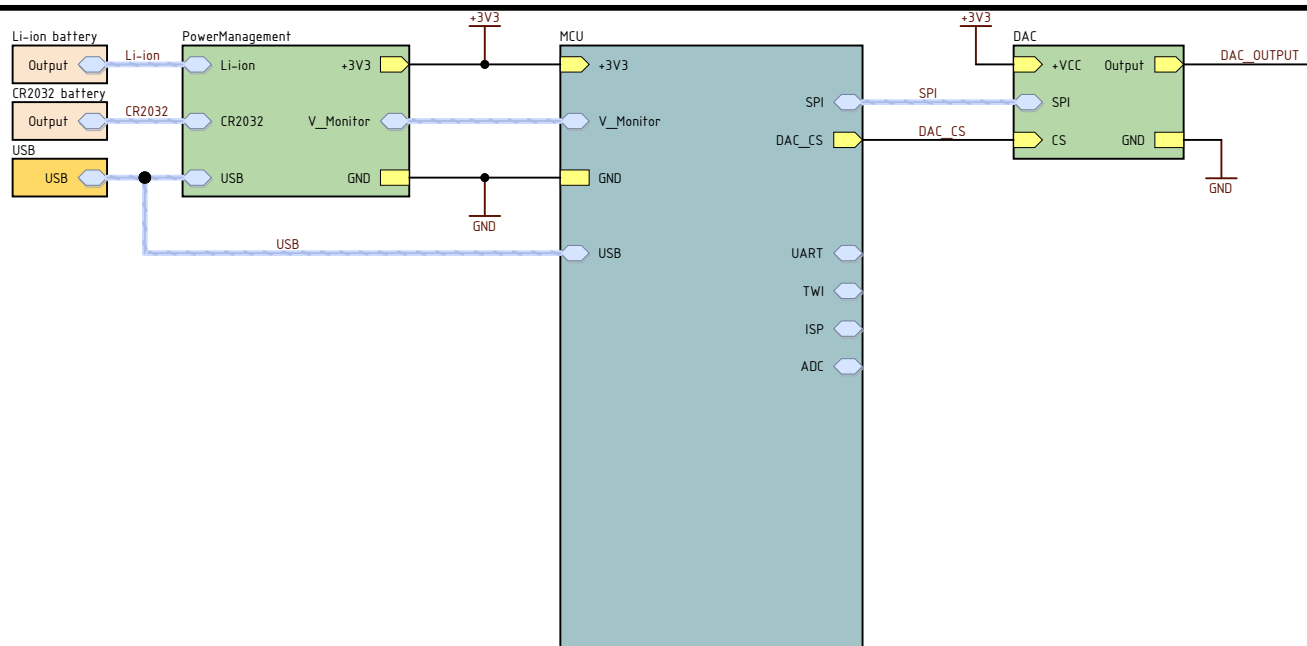 +3V3
+3V3
Li-ion battery
PowerManagement
MCU
DAC
Output
Li-ion
Li-ion
+3V3
+3V3
+VCC
Output
DAC_OUTPUT
CR2032 battery
SPI
SPI
SPI
Output
CR2032
CR2032
V_Monitor
V_Monitor
DAC_CS
DAC_CS
CS
GND
USB
USB
USB
GND
GND
GND
GND
USB
USB
UART
TWI
ISP
ADC